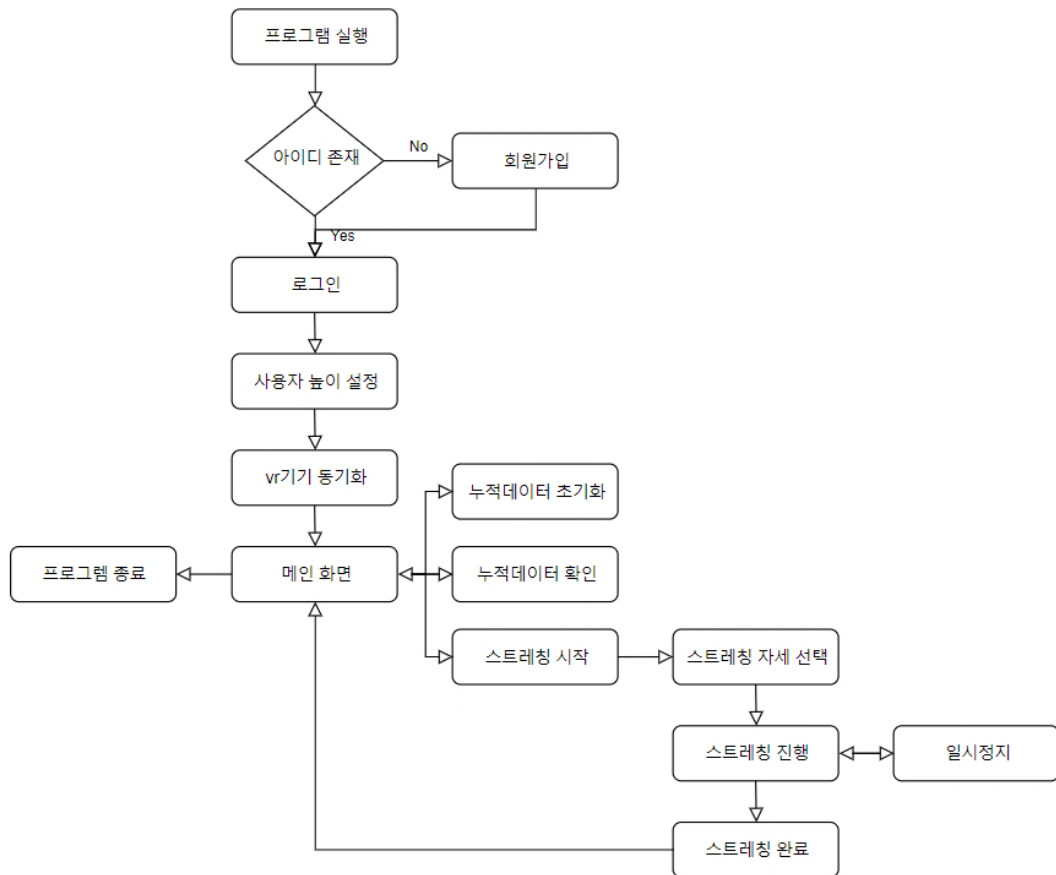 프로그램 실행
아이디 존재
No
회원가입
Yes
로그인
사용자 높이 설정
vr기기 동기화
누적데이터 초기화
프로그렘 종료
메인 화면
누적데이터 확인
스트레칭 시작
스트레칭 자세 선택
스트레칭 진행
일시정지
스트레칭 완료